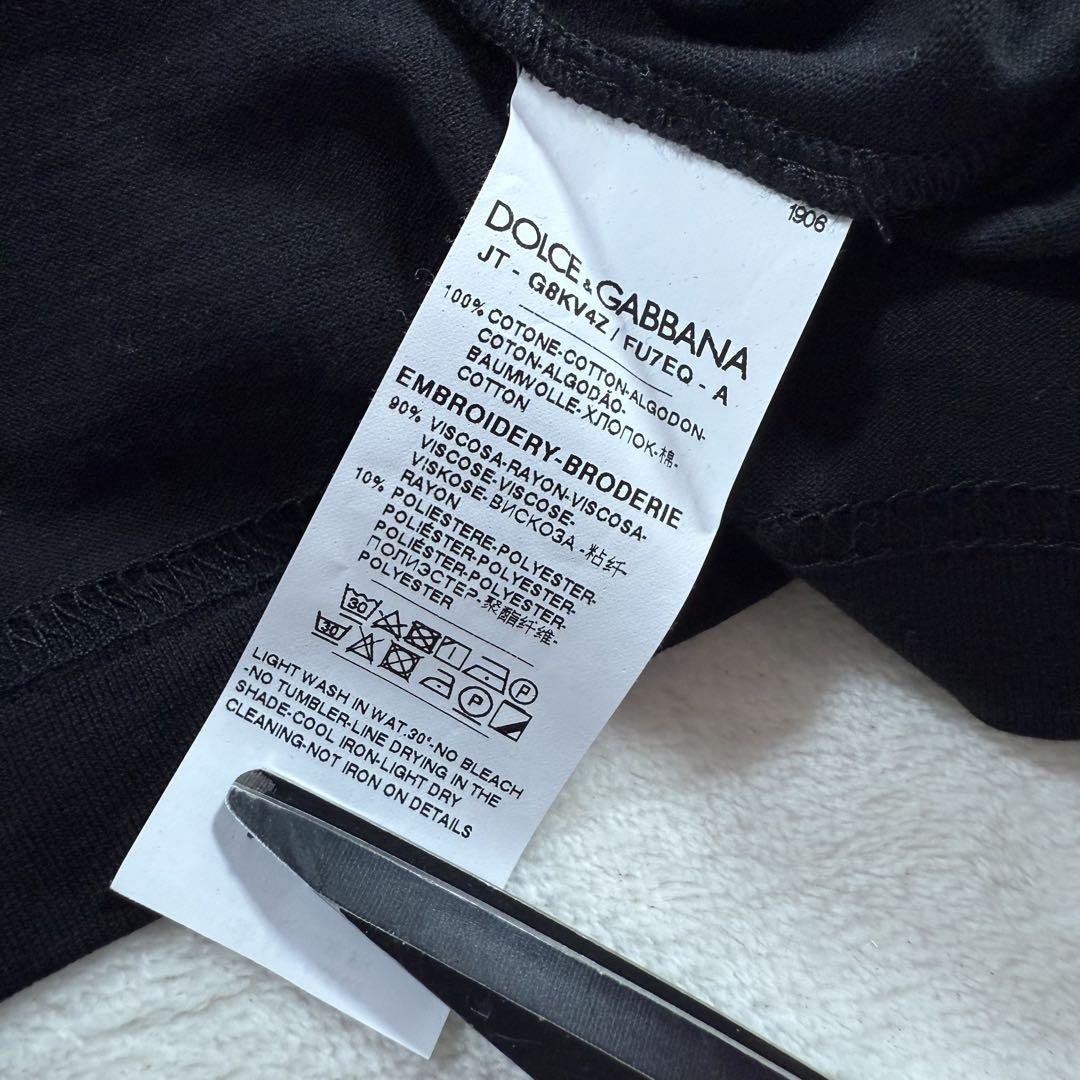 1906
DOLCE & GABBANA
JT - G8KV4Z / FU7EQ - A
100% COTONE-COTTON-ALGODON-
COTON-ALGODÃO-
BAUMWOLLE-ХЛОПОК-棉-
COTTON
EMBROIDERY-BRODERIE
90% VISCOSA-RAYON-VISCOSA-
VISCOSE-VISCOSE-
VISKOSE-ВИСКОЗА-粘纤
RAYON
10% POLIESTERE-POLYESTER-
POLIÉSTER-POLYESTER-
POLIÉSTER-POLYESTER-
ПОЛИЭСТЕР-聚酯纤维-
POLYESTER
30 P
30 P
LIGHT WASH IN WAT.30°-NO BLEACH
-NO TUMBLER-LINE DRYING IN THE
SHADE-COOL IRON-LIGHT DRY
CLEANING-NOT IRON ON DETAILS